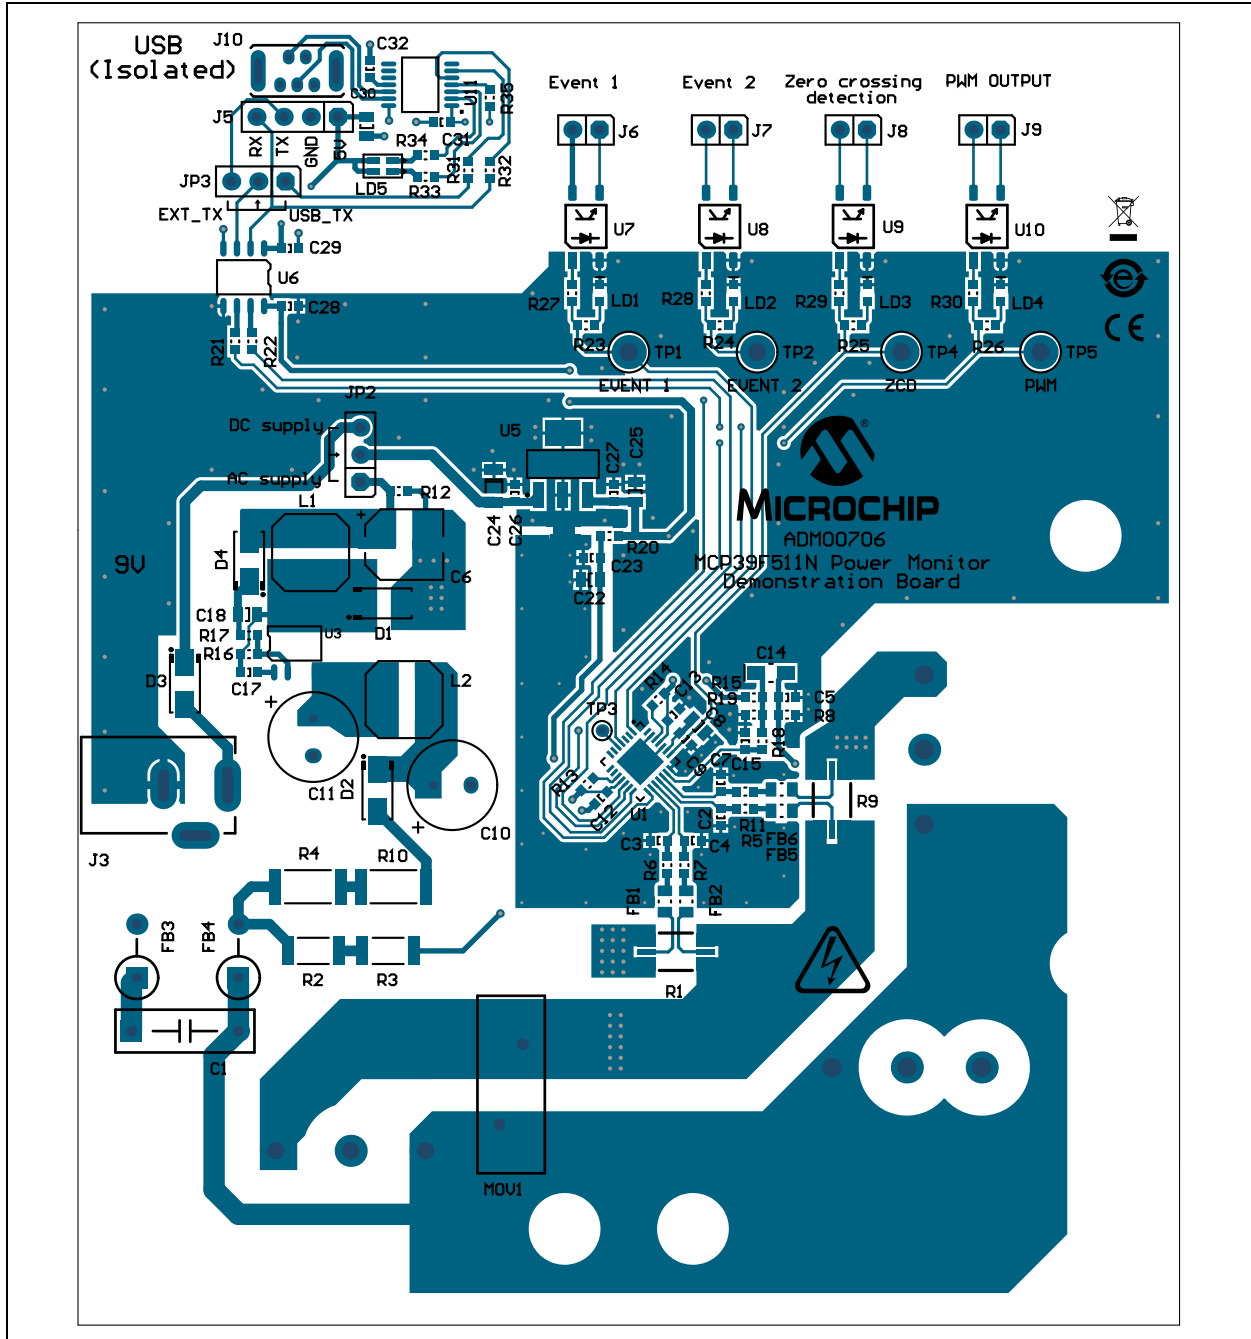 USB
(Isolated)
J10
C32
C30
U11
R35
J5
RX
TX
GND
5V
C31
R34
R33
R31
R32
LD5
JP3
EXT_TX
USB_TX
C29
U6
C28
R21
R22
Event 1
Event 2
Zero crossing
detection
PWM OUTPUT
J6
J7
J8
J9
U7
U8
U9
U10
R27
LD1
R28
LD2
R29
LD3
R30
LD4
R23
R24
R25
R26
TP1
TP2
TP4
TP5
EVENT 1
EVENT 2
ZCD
PWM
e
CE
JP2
DC supply
AC supply
R12
L1
U5
C27
C25
C24
C26
R20
C23
C22
MICROCHIP
®
ADM00706
MCP39F511N Power Monitor
Demonstration Board
9V
D4
C6
C18
D1
R17
U3
R16
C17
D3
L2
C11
D2
C10
J3
R4
R10
R2
R3
FB3
FB4
C1
TP3
R14
C13
C8
C9
C7
R13
C12
U1
C14
R15
R19
C5
R8
R18
C15
C2
R11
R5
FB6
FB5
R9
C3
C4
R6
R7
FB1
FB2
R1
MOV1